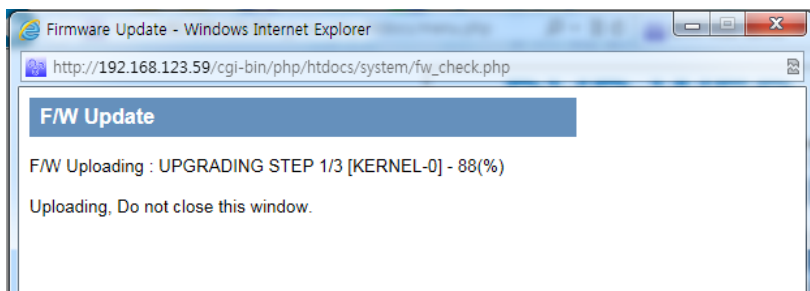 Firmware Update - Windows Internet Explorer
http://192.168.123.59/cgi-bin/php/htdocs/system/fw_check.php
F/W Update
F/W Uploading : UPGRADING STEP 1/3 [KERNEL-0] - 88(%)
Uploading, Do not close this window.